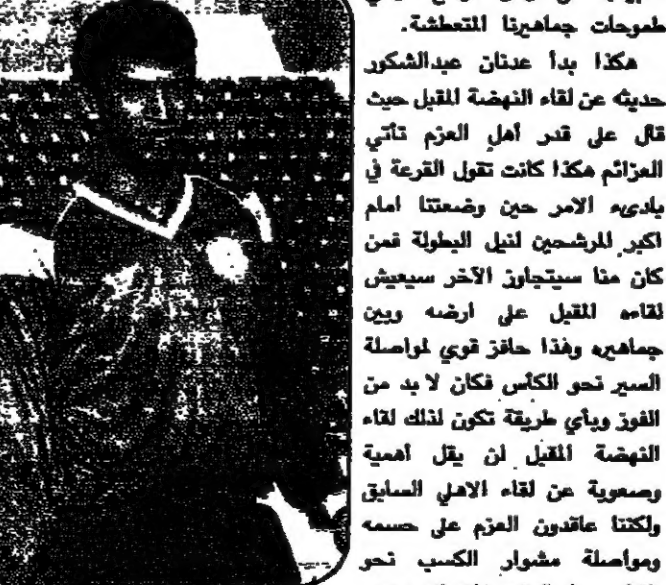 طموحات جماهيرنا المتعطشة.
هكذا بدأ عدنان عبدالشكور
حديثه عن لقاء النهضة المقبل حيث
قال على قدر أهل العزم تأتي
العزائم هكذا كانت تقول القرعة في
باديء الامر حين وضعتنا امام
اكبر المرشحين لنيل البطولة فمن
كان منا سيتجاوز الآخر سيعيش
لقاءه المقبل على ارضه وبين
جماهيره وهذا حافز قوي لمواصلة
السير نحو الكأس فكان لا بد من
الفوز وبأي طريقة تكون لذلك لقاء
النهضة المقبل لن يقل أهمية
وصعوبة عن لقاء الاهلي السابق
ولكننا عاقدون العزم على حسمه
ومواصلة مشوار الكسب نحو